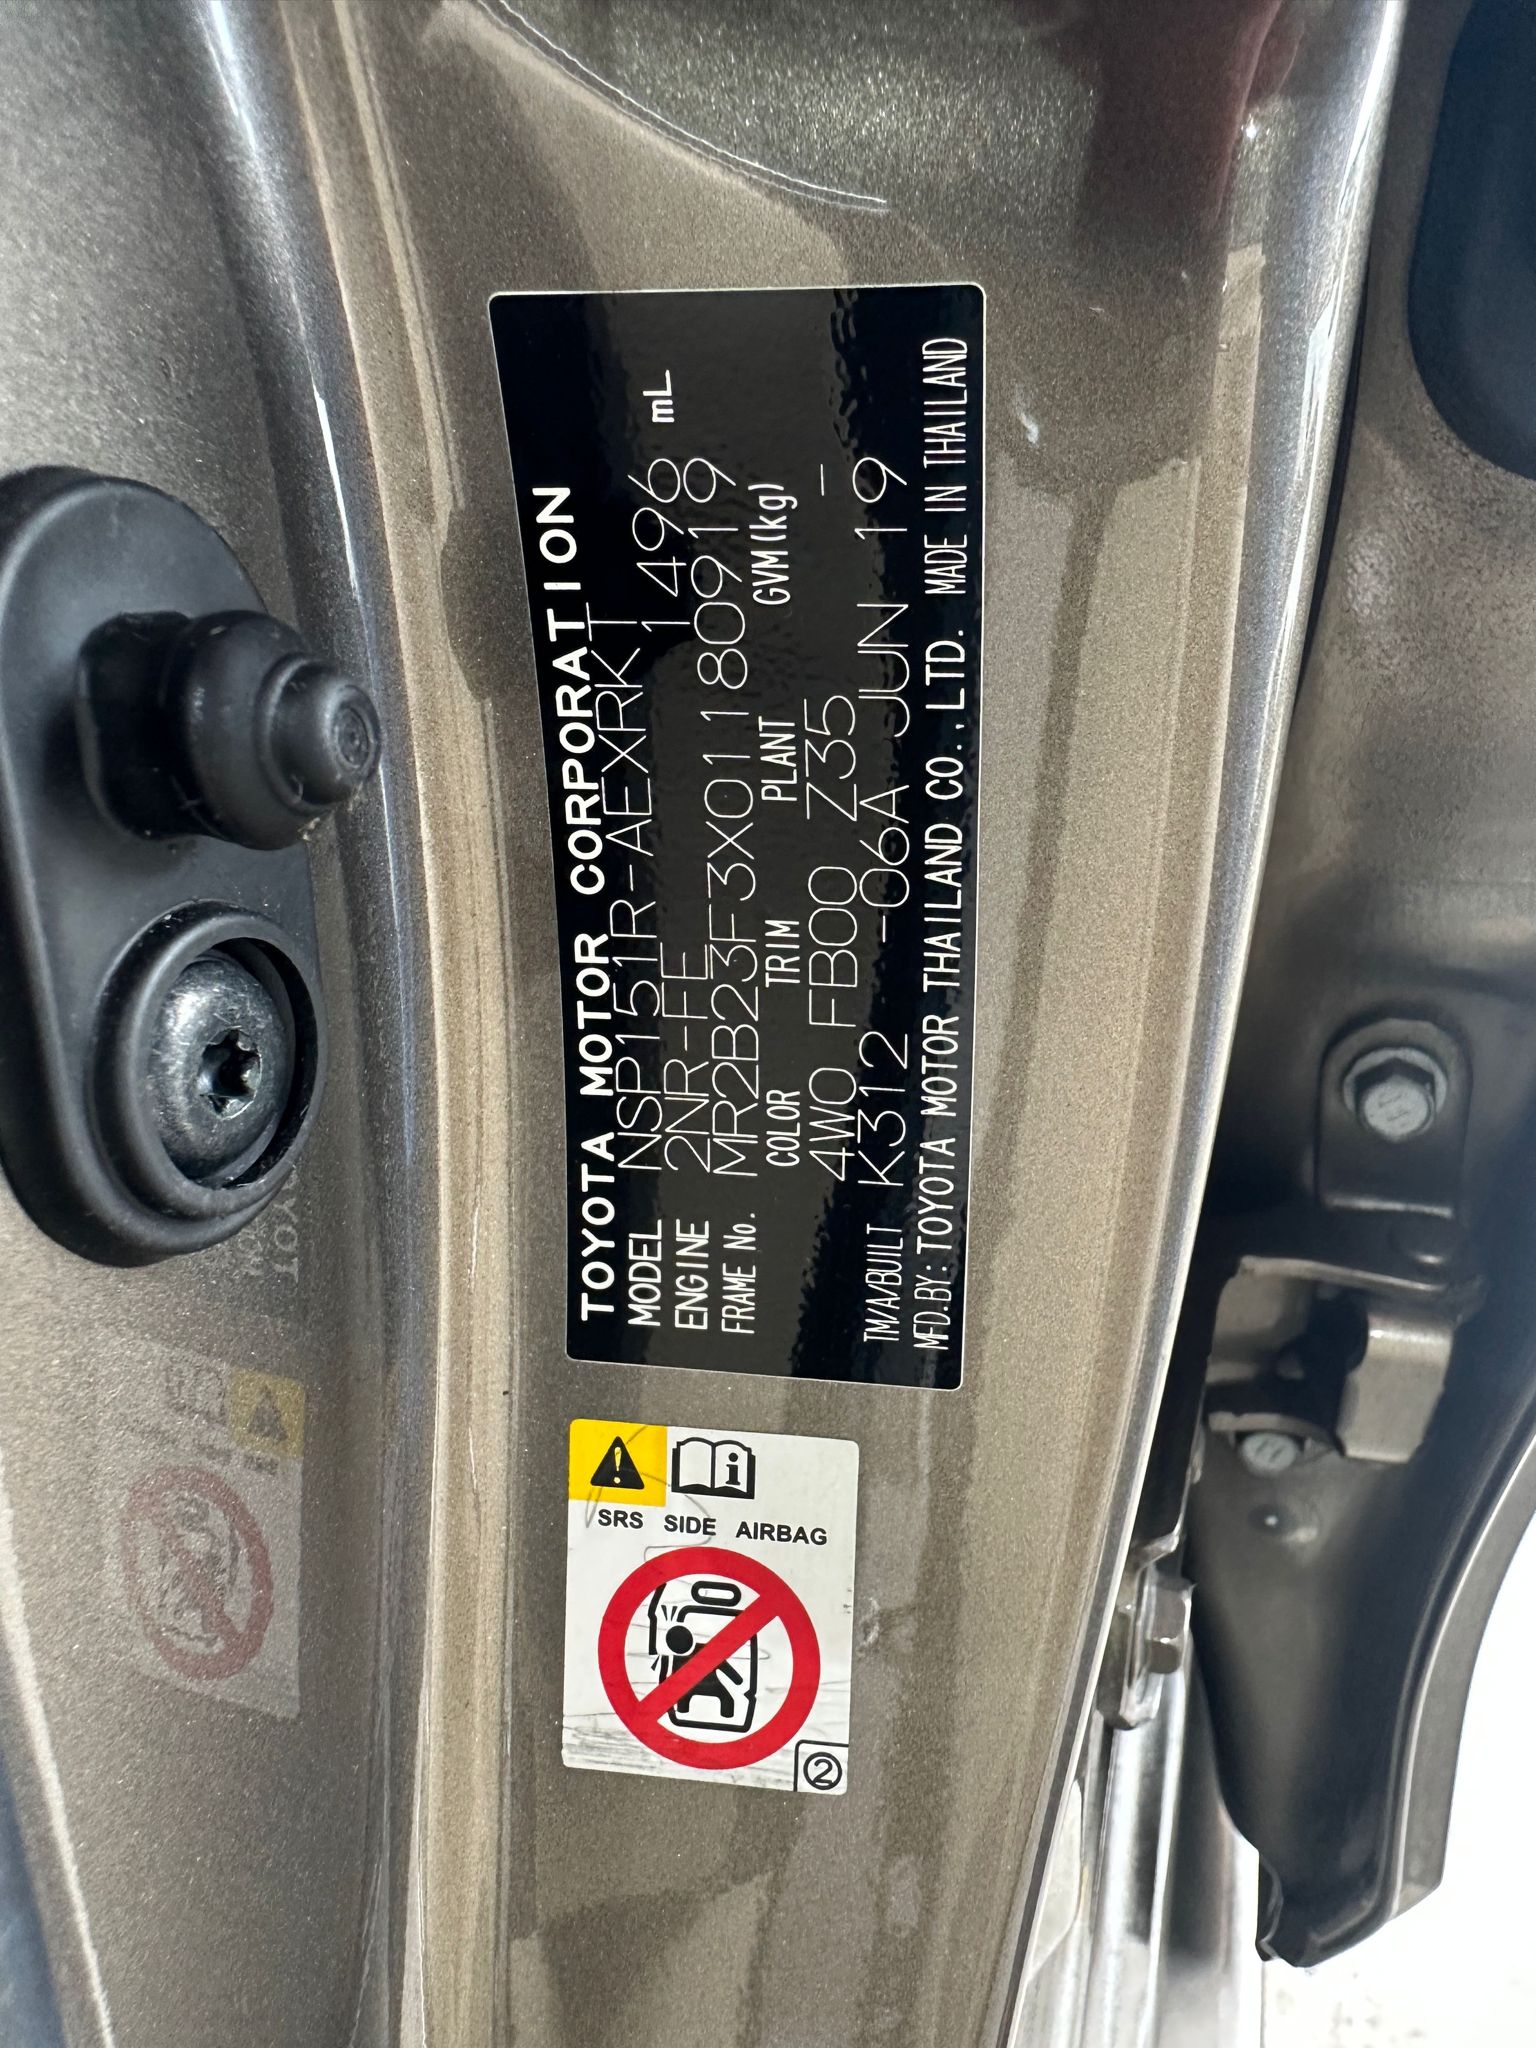 TOYOTA MOTOR CORPORATION
MODEL NSP151R-AEXRKT
ENGINE 2NR-FE 1496 mL
FRAME No. MR2B23F3X01180919
COLOR TRIM PLANT GVM(kg)
4W0 FB00 Z35 -
TM/A/BUILT K312 -06A JUN 19
MFD.BY: TOYOTA MOTOR THAILAND CO.,LTD. MADE IN THAILAND
SRS SIDE AIRBAG
2